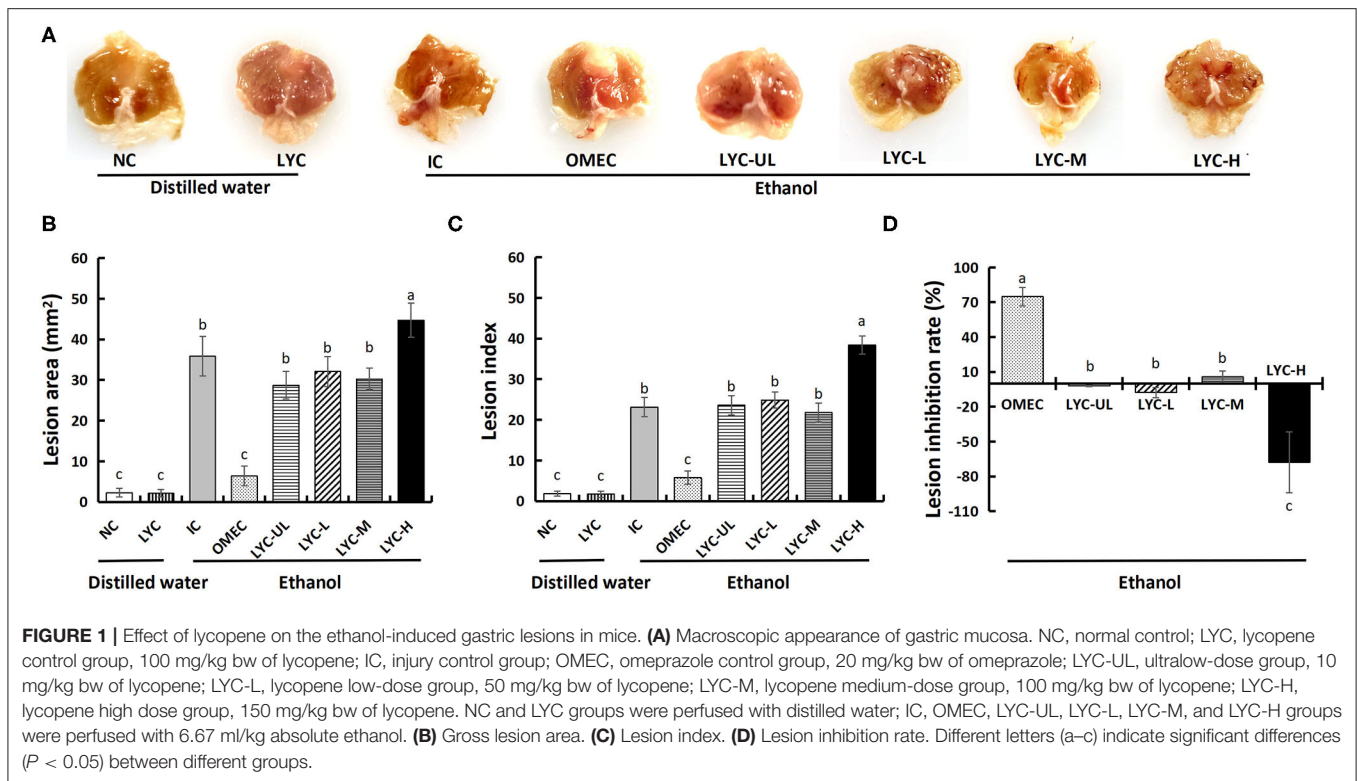 A
NC LYC IC OMEC LYC-UL LYC-L LYC-M LYC-H
Distilled water Ethanol
B
Lesion area (mm²)
60
50
40
30
20
10
0
c c b c b b b a
NC LYC IC OMEC LYC-UL LYC-L LYC-M LYC-H
Distilled water Ethanol
C
Lesion index
60
50
40
30
20
10
0
c c b c b b b a
NC LYC IC OMEC LYC-UL LYC-L LYC-M LYC-H
Distilled water Ethanol
D
Lesion inhibition rate (%)
100
70
40
10
-20
-50
-80
-110
a b b b c
OMEC LYC-UL LYC-L LYC-M LYC-H
Ethanol
FIGURE 1 | Effect of lycopene on the ethanol-induced gastric lesions in mice. (A) Macroscopic appearance of gastric mucosa. NC, normal control; LYC, lycopene
control group, 100 mg/kg bw of lycopene; IC, injury control group; OMEC, omeprazole control group, 20 mg/kg bw of omeprazole; LYC-UL, ultralow-dose group, 10
mg/kg bw of lycopene; LYC-L, lycopene low-dose group, 50 mg/kg bw of lycopene; LYC-M, lycopene medium-dose group, 100 mg/kg bw of lycopene; LYC-H,
lycopene high dose group, 150 mg/kg bw of lycopene. NC and LYC groups were perfused with distilled water; IC, OMEC, LYC-UL, LYC-L, LYC-M, and LYC-H groups
were perfused with 6.67 ml/kg absolute ethanol. (B) Gross lesion area. (C) Lesion index. (D) Lesion inhibition rate. Different letters (a–c) indicate significant differences
(P < 0.05) between different groups.